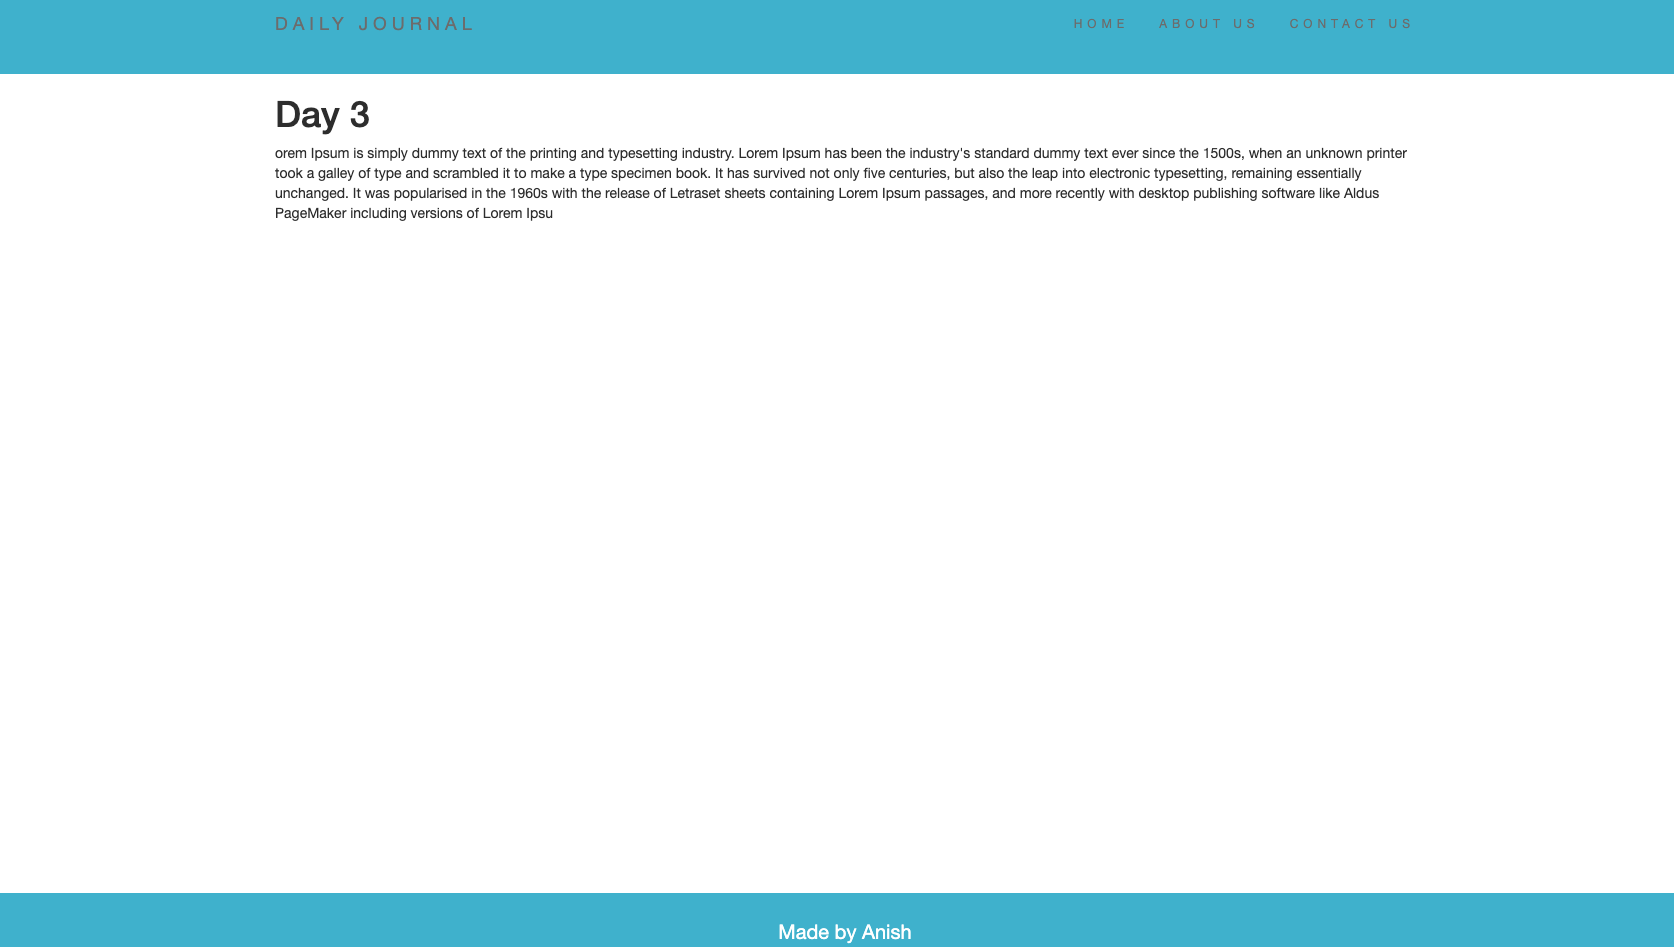 DAILY JOURNAL
HOME ABOUT US CONTACT US
Day 3
orem Ipsum is simply dummy text of the printing and typesetting industry. Lorem Ipsum has been the industry's standard dummy text ever since the 1500s, when an unknown printer
took a galley of type and scrambled it to make a type specimen book. It has survived not only five centuries, but also the leap into electronic typesetting, remaining essentially
unchanged. It was popularised in the 1960s with the release of Letraset sheets containing Lorem Ipsum passages, and more recently with desktop publishing software like Aldus
PageMaker including versions of Lorem Ipsu
Made by Anish